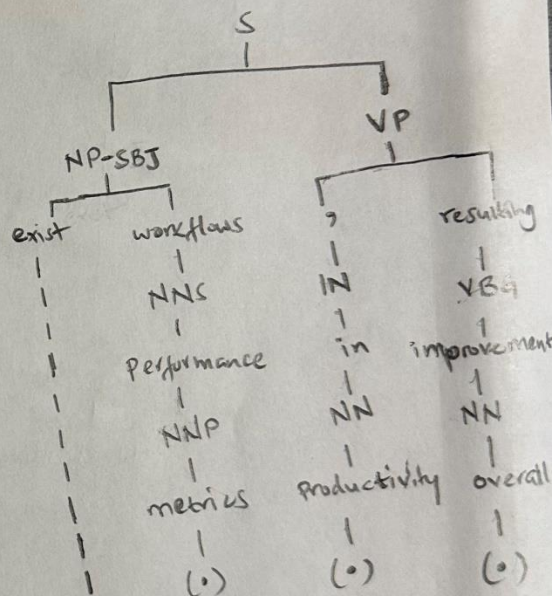 S
VP
NP-SBJ
exist workflows , resulting
NNS IN VBG
performance in improvement
NNP NN NN
metrics productivity overall
(.) (.) (.)